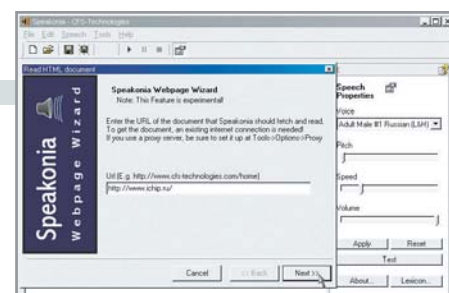 Speakonia - CFS-Technologies
File Edit Speech Tools Help
Read HTML document
Speakonia
Webpage Wizard
Speakonia Webpage Wizard
Note: This Feature is experimental!
Enter the URL of the document that Speakonia should fetch and read.
To get the document, an existing internet connection is needed!
If you use a proxy server, be sure to set it up at Tools->Options->Proxy
Url (E.g. http://www.cfs-technologies.com/home)
http://www.ichip.ru/
Cancel
<< Back
Next >>
Speech
Properties
Voice
Adult Male #1 Russian (L&H)
Pitch
Speed
Volume
Apply
Reset
Test
About...
Lexicon...